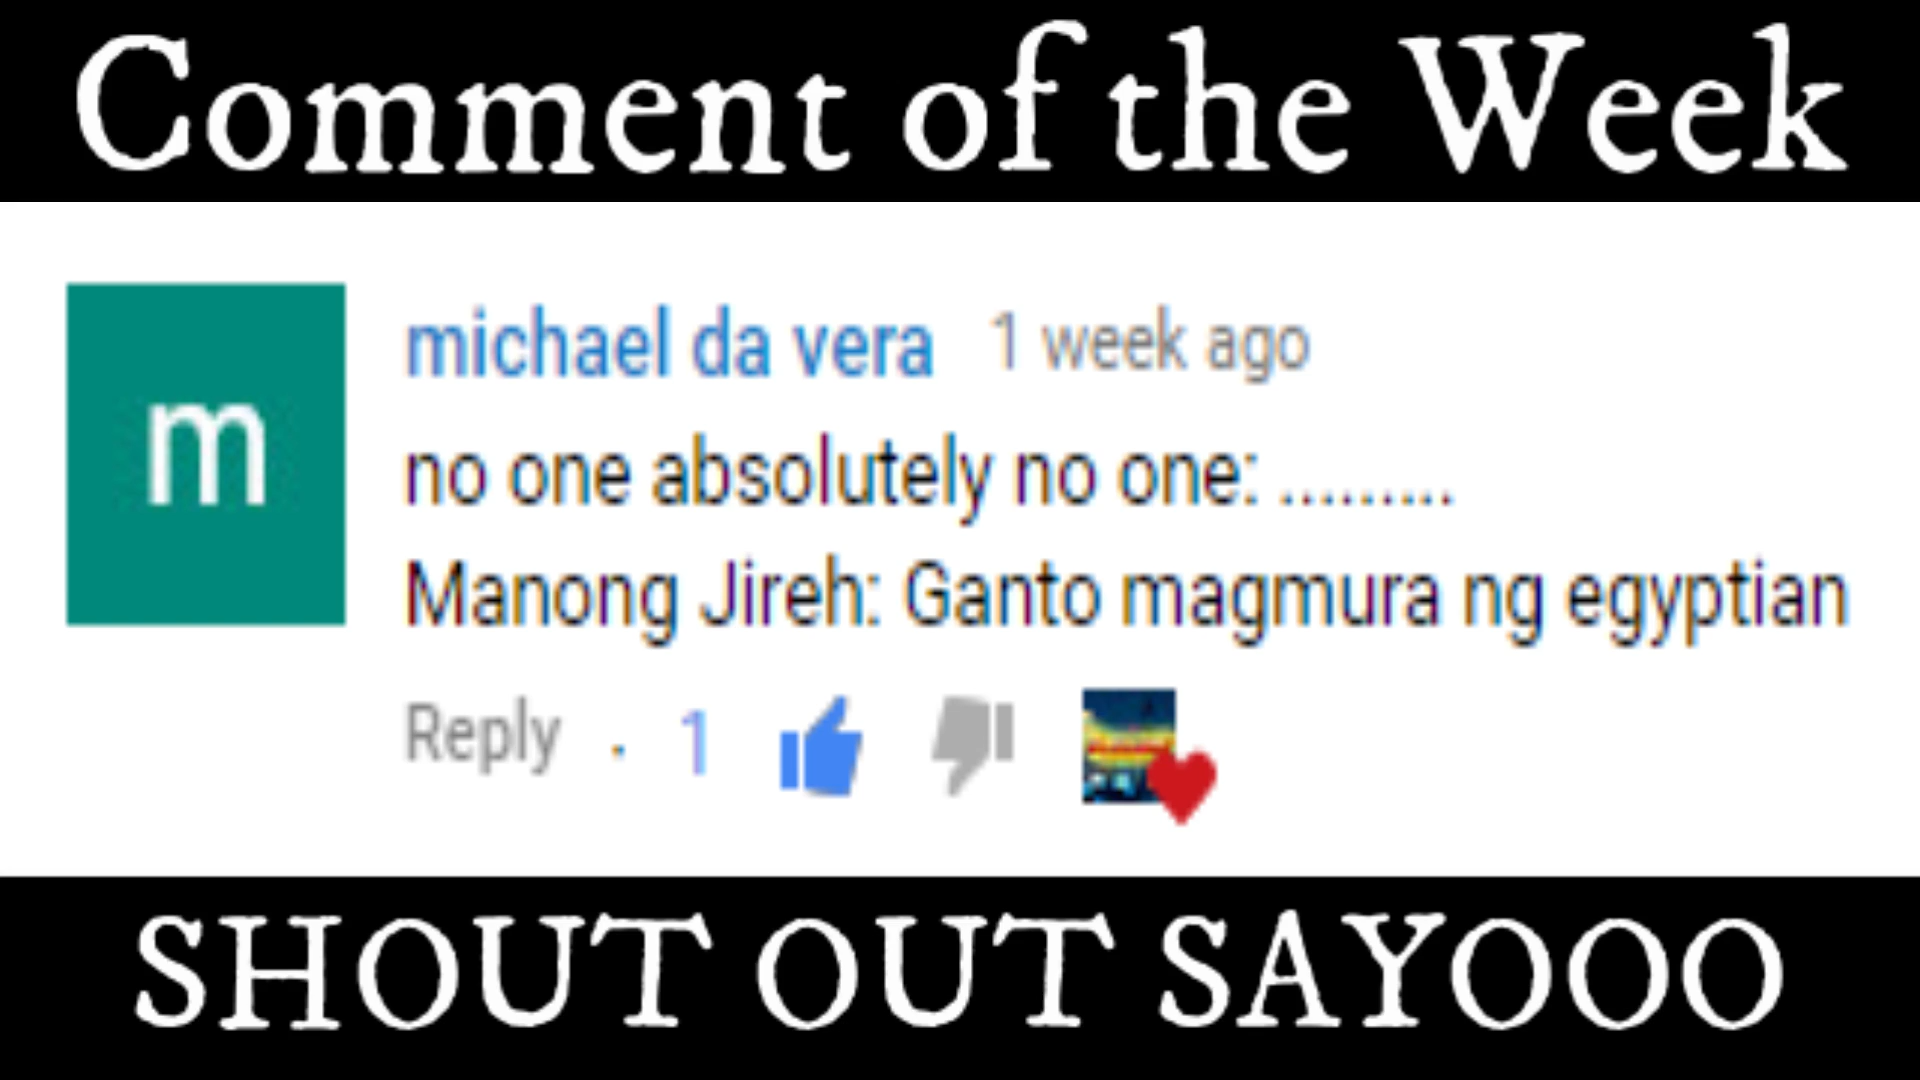 Comment of the Week
m
michael da vera 1 week ago
no one absolutely no one: .........
Manong Jireh: Ganto magmura ng egyptian
Reply · 1
SHOUT OUT SAYOOO